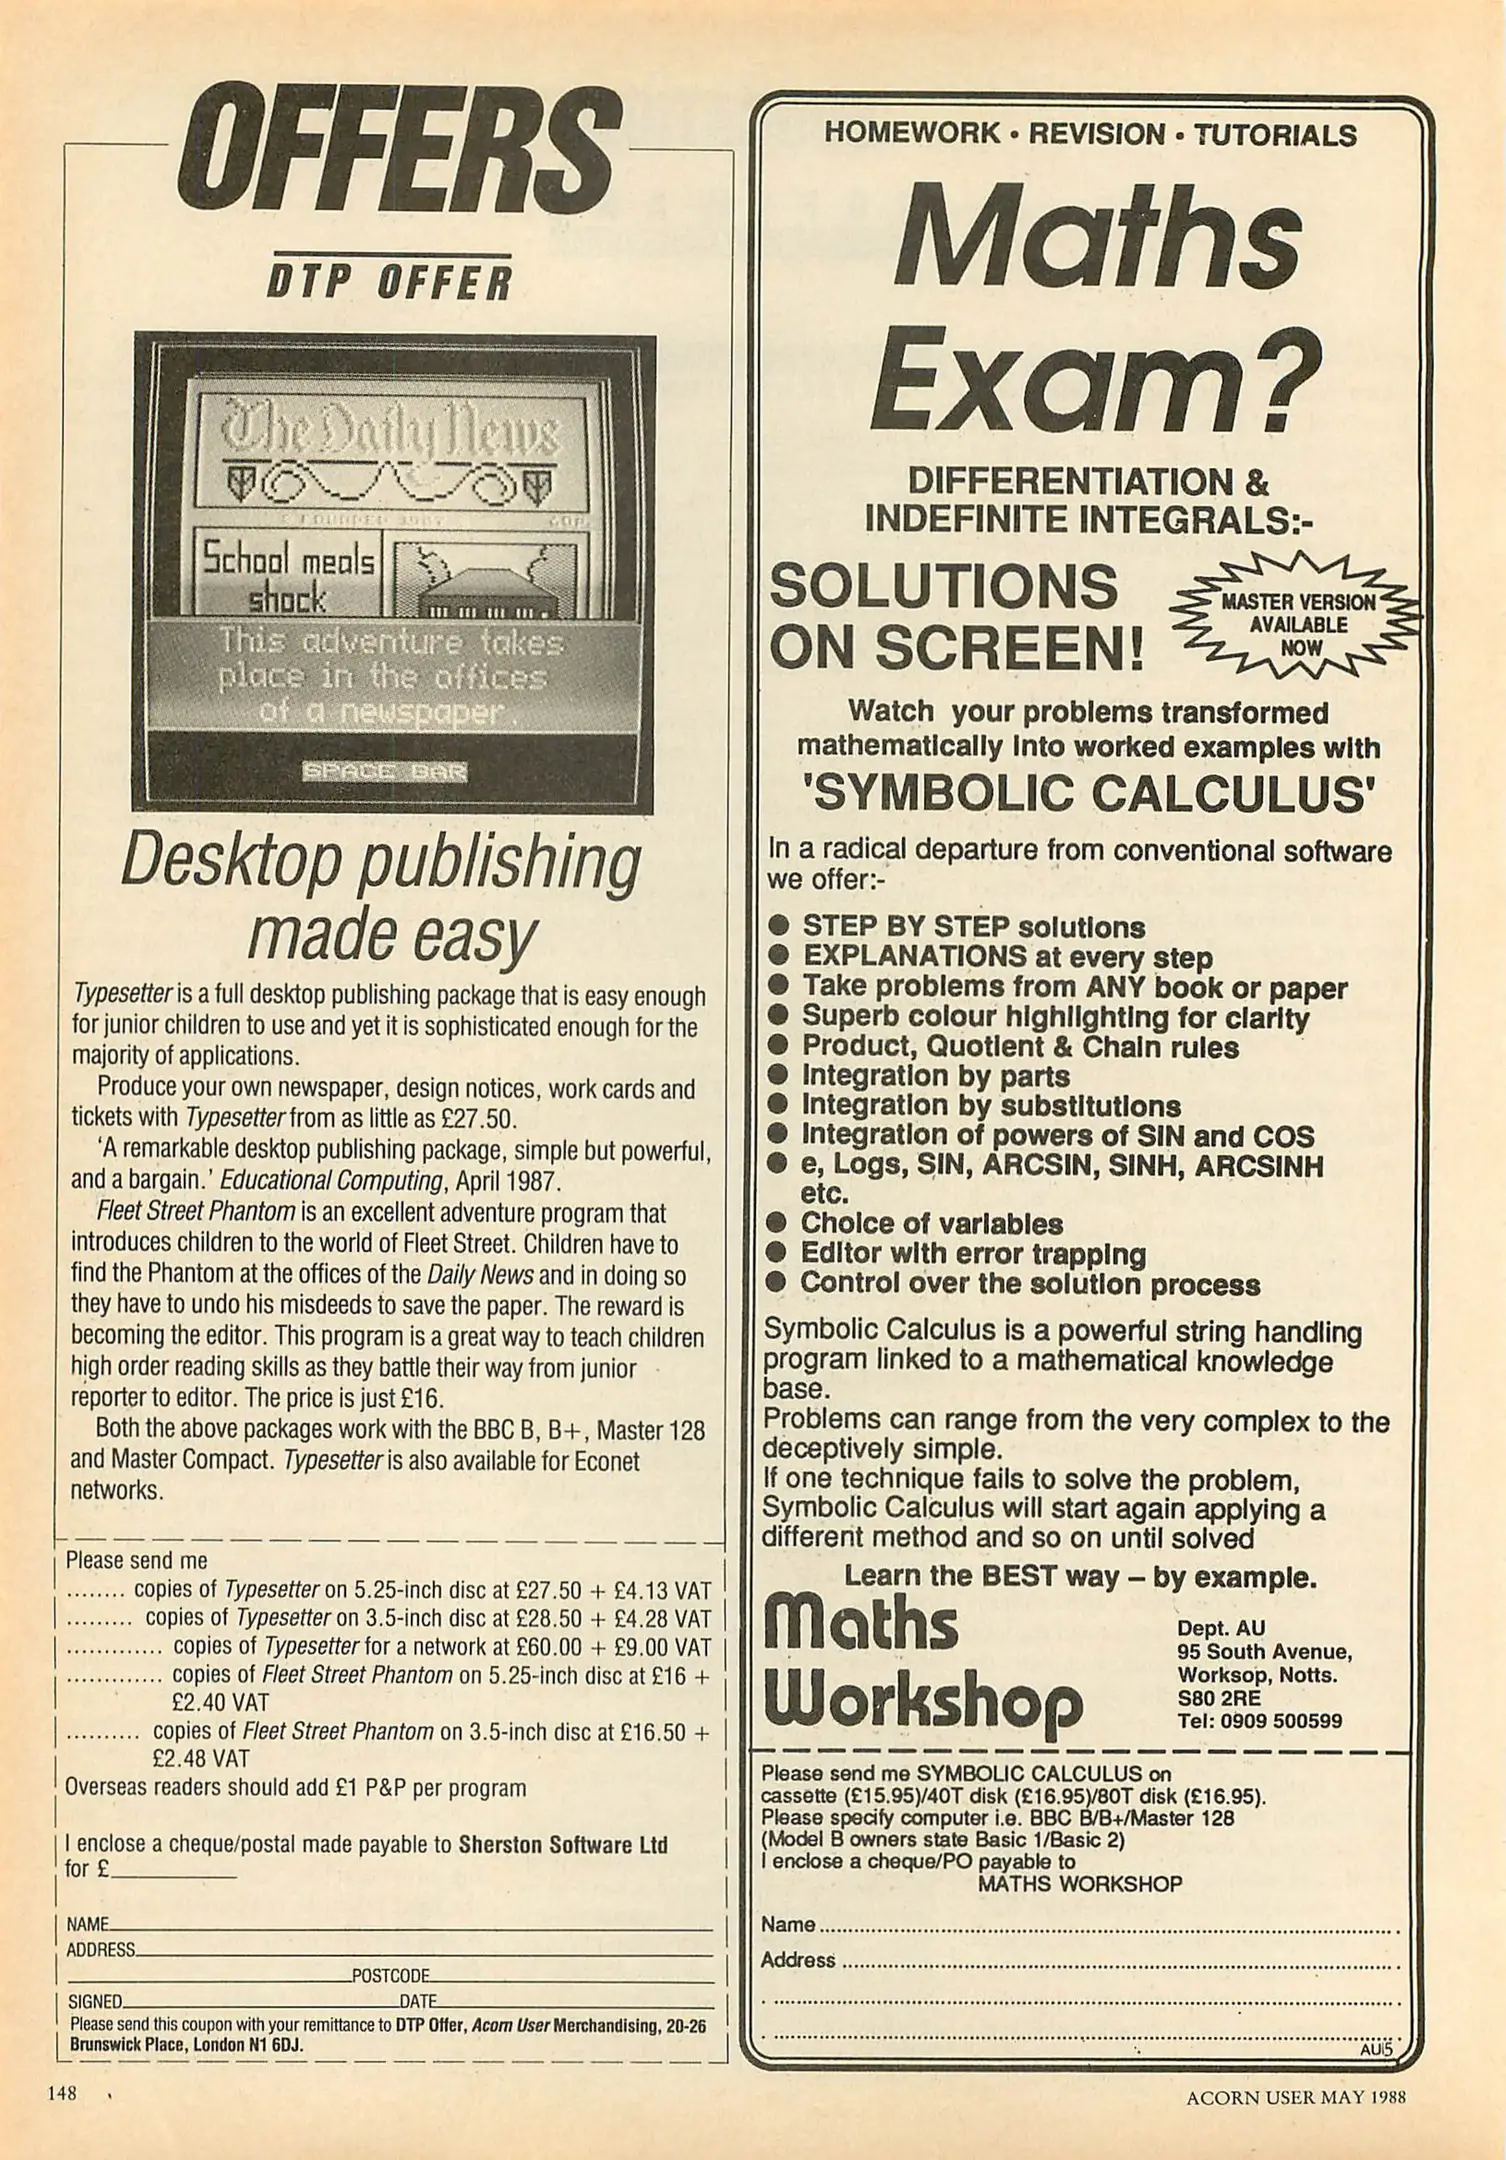 OFFERS
DTP OFFER
The Daily News
School meals
shock
This adventure takes
place in the offices
of a newspaper.
SPACE BAR
Desktop publishing
made easy
Typesetter is a full desktop publishing package that is easy enough
for junior children to use and yet it is sophisticated enough for the
majority of applications.
Produce your own newspaper, design notices, work cards and
tickets with Typesetter from as little as £27.50.
'A remarkable desktop publishing package, simple but powerful,
and a bargain.' Educational Computing, April 1987.
Fleet Street Phantom is an excellent adventure program that
introduces children to the world of Fleet Street. Children have to
find the Phantom at the offices of the Daily News and in doing so
they have to undo his misdeeds to save the paper. The reward is
becoming the editor. This program is a great way to teach children
high order reading skills as they battle their way from junior
reporter to editor. The price is just £16.
Both the above packages work with the BBC B, B+, Master 128
and Master Compact. Typesetter is also available for Econet
networks.
Please send me
........ copies of Typesetter on 5.25-inch disc at £27.50 + £4.13 VAT
......... copies of Typesetter on 3.5-inch disc at £28.50 + £4.28 VAT
............. copies of Typesetter for a network at £60.00 + £9.00 VAT
............. copies of Fleet Street Phantom on 5.25-inch disc at £16 +
£2.40 VAT
.......... copies of Fleet Street Phantom on 3.5-inch disc at £16.50 +
£2.48 VAT
Overseas readers should add £1 P&P per program
I enclose a cheque/postal made payable to Sherston Software Ltd
for £
NAME
ADDRESS
POSTCODE
SIGNED DATE
Please send this coupon with your remittance to DTP Offer, Acorn User Merchandising, 20-26
Brunswick Place, London N1 6DJ.
HOMEWORK • REVISION • TUTORIALS
Maths
Exam?
DIFFERENTIATION &
INDEFINITE INTEGRALS:-
SOLUTIONS
ON SCREEN!
MASTER VERSION
AVAILABLE
NOW
Watch your problems transformed
mathematically into worked examples with
'SYMBOLIC CALCULUS'
In a radical departure from conventional software
we offer:-
● STEP BY STEP solutions
● EXPLANATIONS at every step
● Take problems from ANY book or paper
● Superb colour highlighting for clarity
● Product, Quotient & Chain rules
● Integration by parts
● Integration by substitutions
● Integration of powers of SIN and COS
● e, Logs, SIN, ARCSIN, SINH, ARCSINH
etc.
● Choice of variables
● Editor with error trapping
● Control over the solution process
Symbolic Calculus is a powerful string handling
program linked to a mathematical knowledge
base.
Problems can range from the very complex to the
deceptively simple.
If one technique fails to solve the problem,
Symbolic Calculus will start again applying a
different method and so on until solved
Learn the BEST way – by example.
Maths
Workshop
Dept. AU
95 South Avenue,
Worksop, Notts.
S80 2RE
Tel: 0909 500599
Please send me SYMBOLIC CALCULUS on
cassette (£15.95)/40T disk (£16.95)/80T disk (£16.95).
Please specify computer i.e. BBC B/B+/Master 128
(Model B owners state Basic 1/Basic 2)
I enclose a cheque/PO payable to
MATHS WORKSHOP
Name
Address
AUI5
148
ACORN USER MAY 1988